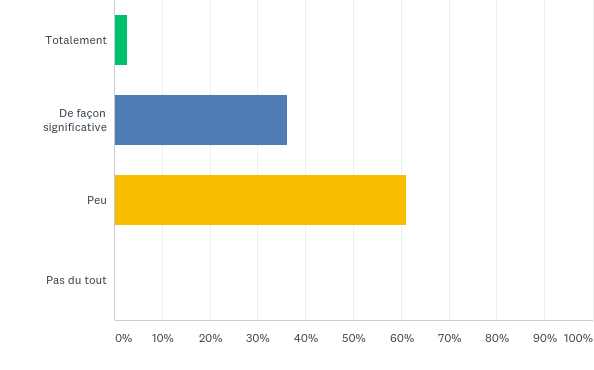 Totalement
De façon
significative
Peu
Pas du tout
0% 10% 20% 30% 40% 50% 60% 70% 80% 90% 100%